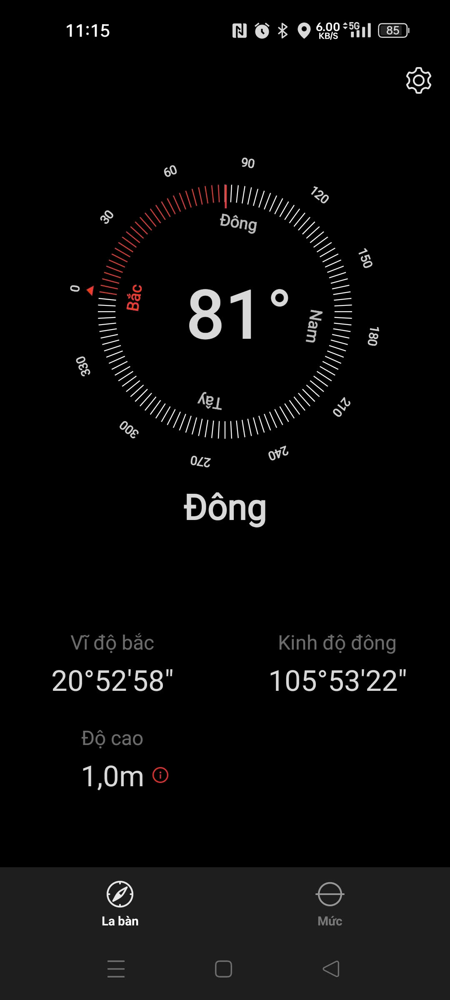 11:15
6.00
KB/S
5G
85
0
30
60
90
120
150
180
210
240
270
300
330
Đông
Bắc
81°
Nam
Tây
Đông
Vĩ độ bắc
Kinh độ đông
20°52'58"
105°53'22"
Độ cao
1,0m
La bàn
Mức